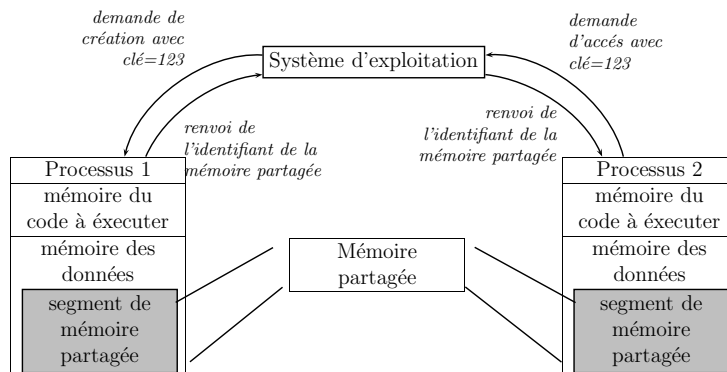 demande de
création avec
clé=123
Système d'exploitation
demande
d'accés avec
clé=123
renvoi de
l'identifiant de la
mémoire partagée
renvoi de
l'identifiant de la
mémoire partagée
Processus 1
mémoire du
code à éxecuter
mémoire des
données
segment de
mémoire
partagée
Mémoire
partagée
Processus 2
mémoire du
code à éxecuter
mémoire des
données
segment de
mémoire
partagée